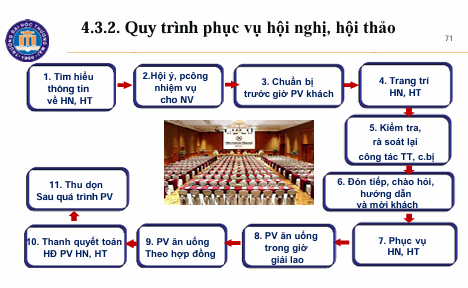 4.3.2. Quy trình phục vụ hội nghị, hội thảo
71
1. Tìm hiểu
thông tin
về HN, HT
2.Hội ý, pcông
nhiệm vụ
cho NV
3. Chuẩn bị
trước giờ PV khách
4. Trang trí
HN, HT
5. Kiểm tra,
rà soát lại
công tác TT, c.bị
6. Đón tiếp, chào hỏi,
hướng dẫn
và mời khách
7. Phục vụ
HN, HT
8. PV ăn uống
trong giờ
giải lao
9. PV ăn uống
Theo hợp đồng
10. Thanh quyết toán
HĐ PV HN, HT
11. Thu dọn
Sau quá trình PV